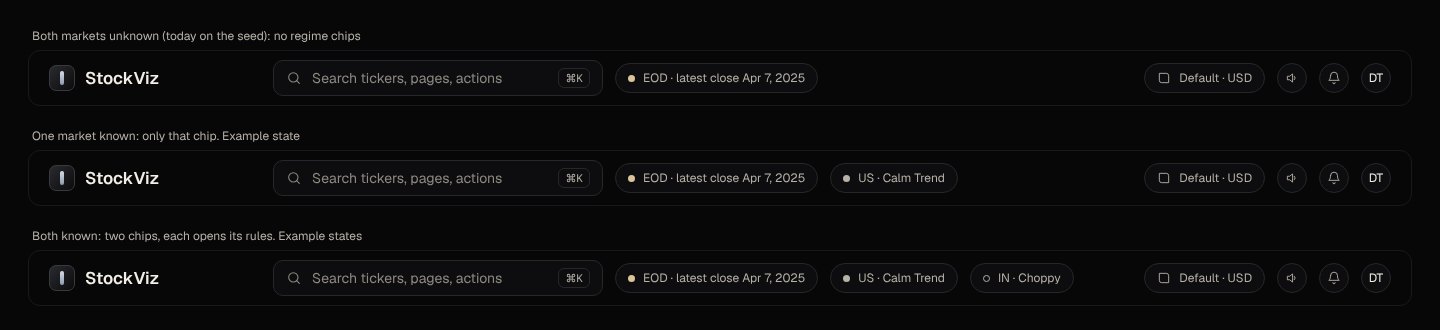 Both markets unknown (today on the seed): no regime chips
StockViz Search tickers, pages, actions ⌘K EOD · latest close Apr 7, 2025 Default · USD DT
One market known: only that chip. Example state
StockViz Search tickers, pages, actions ⌘K EOD · latest close Apr 7, 2025 US · Calm Trend Default · USD DT
Both known: two chips, each opens its rules. Example states
StockViz Search tickers, pages, actions ⌘K EOD · latest close Apr 7, 2025 US · Calm Trend IN · Choppy Default · USD DT